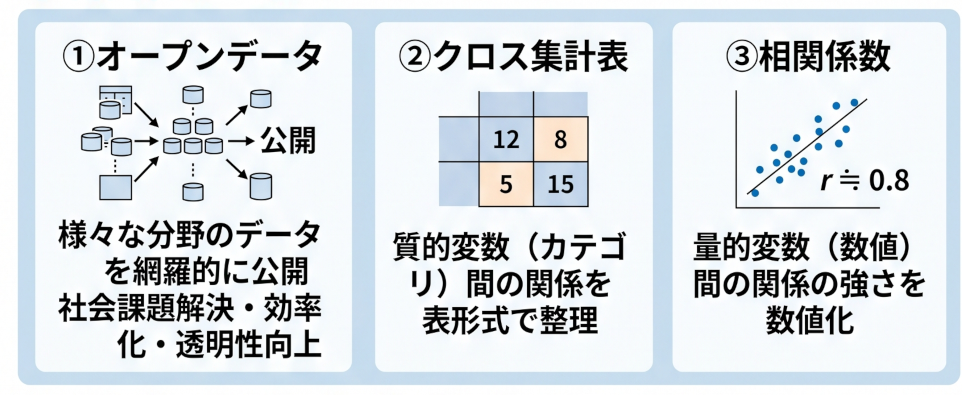 ①オープンデータ
公開
様々な分野のデータ
を網羅的に公開
社会課題解決・効率
化・透明性向上
②クロス集計表
12 8
5 15
質的変数（カテゴ
リ）間の関係を
表形式で整理
③相関係数
r≒0.8
量的変数（数値）
間の関係の強さを
数値化